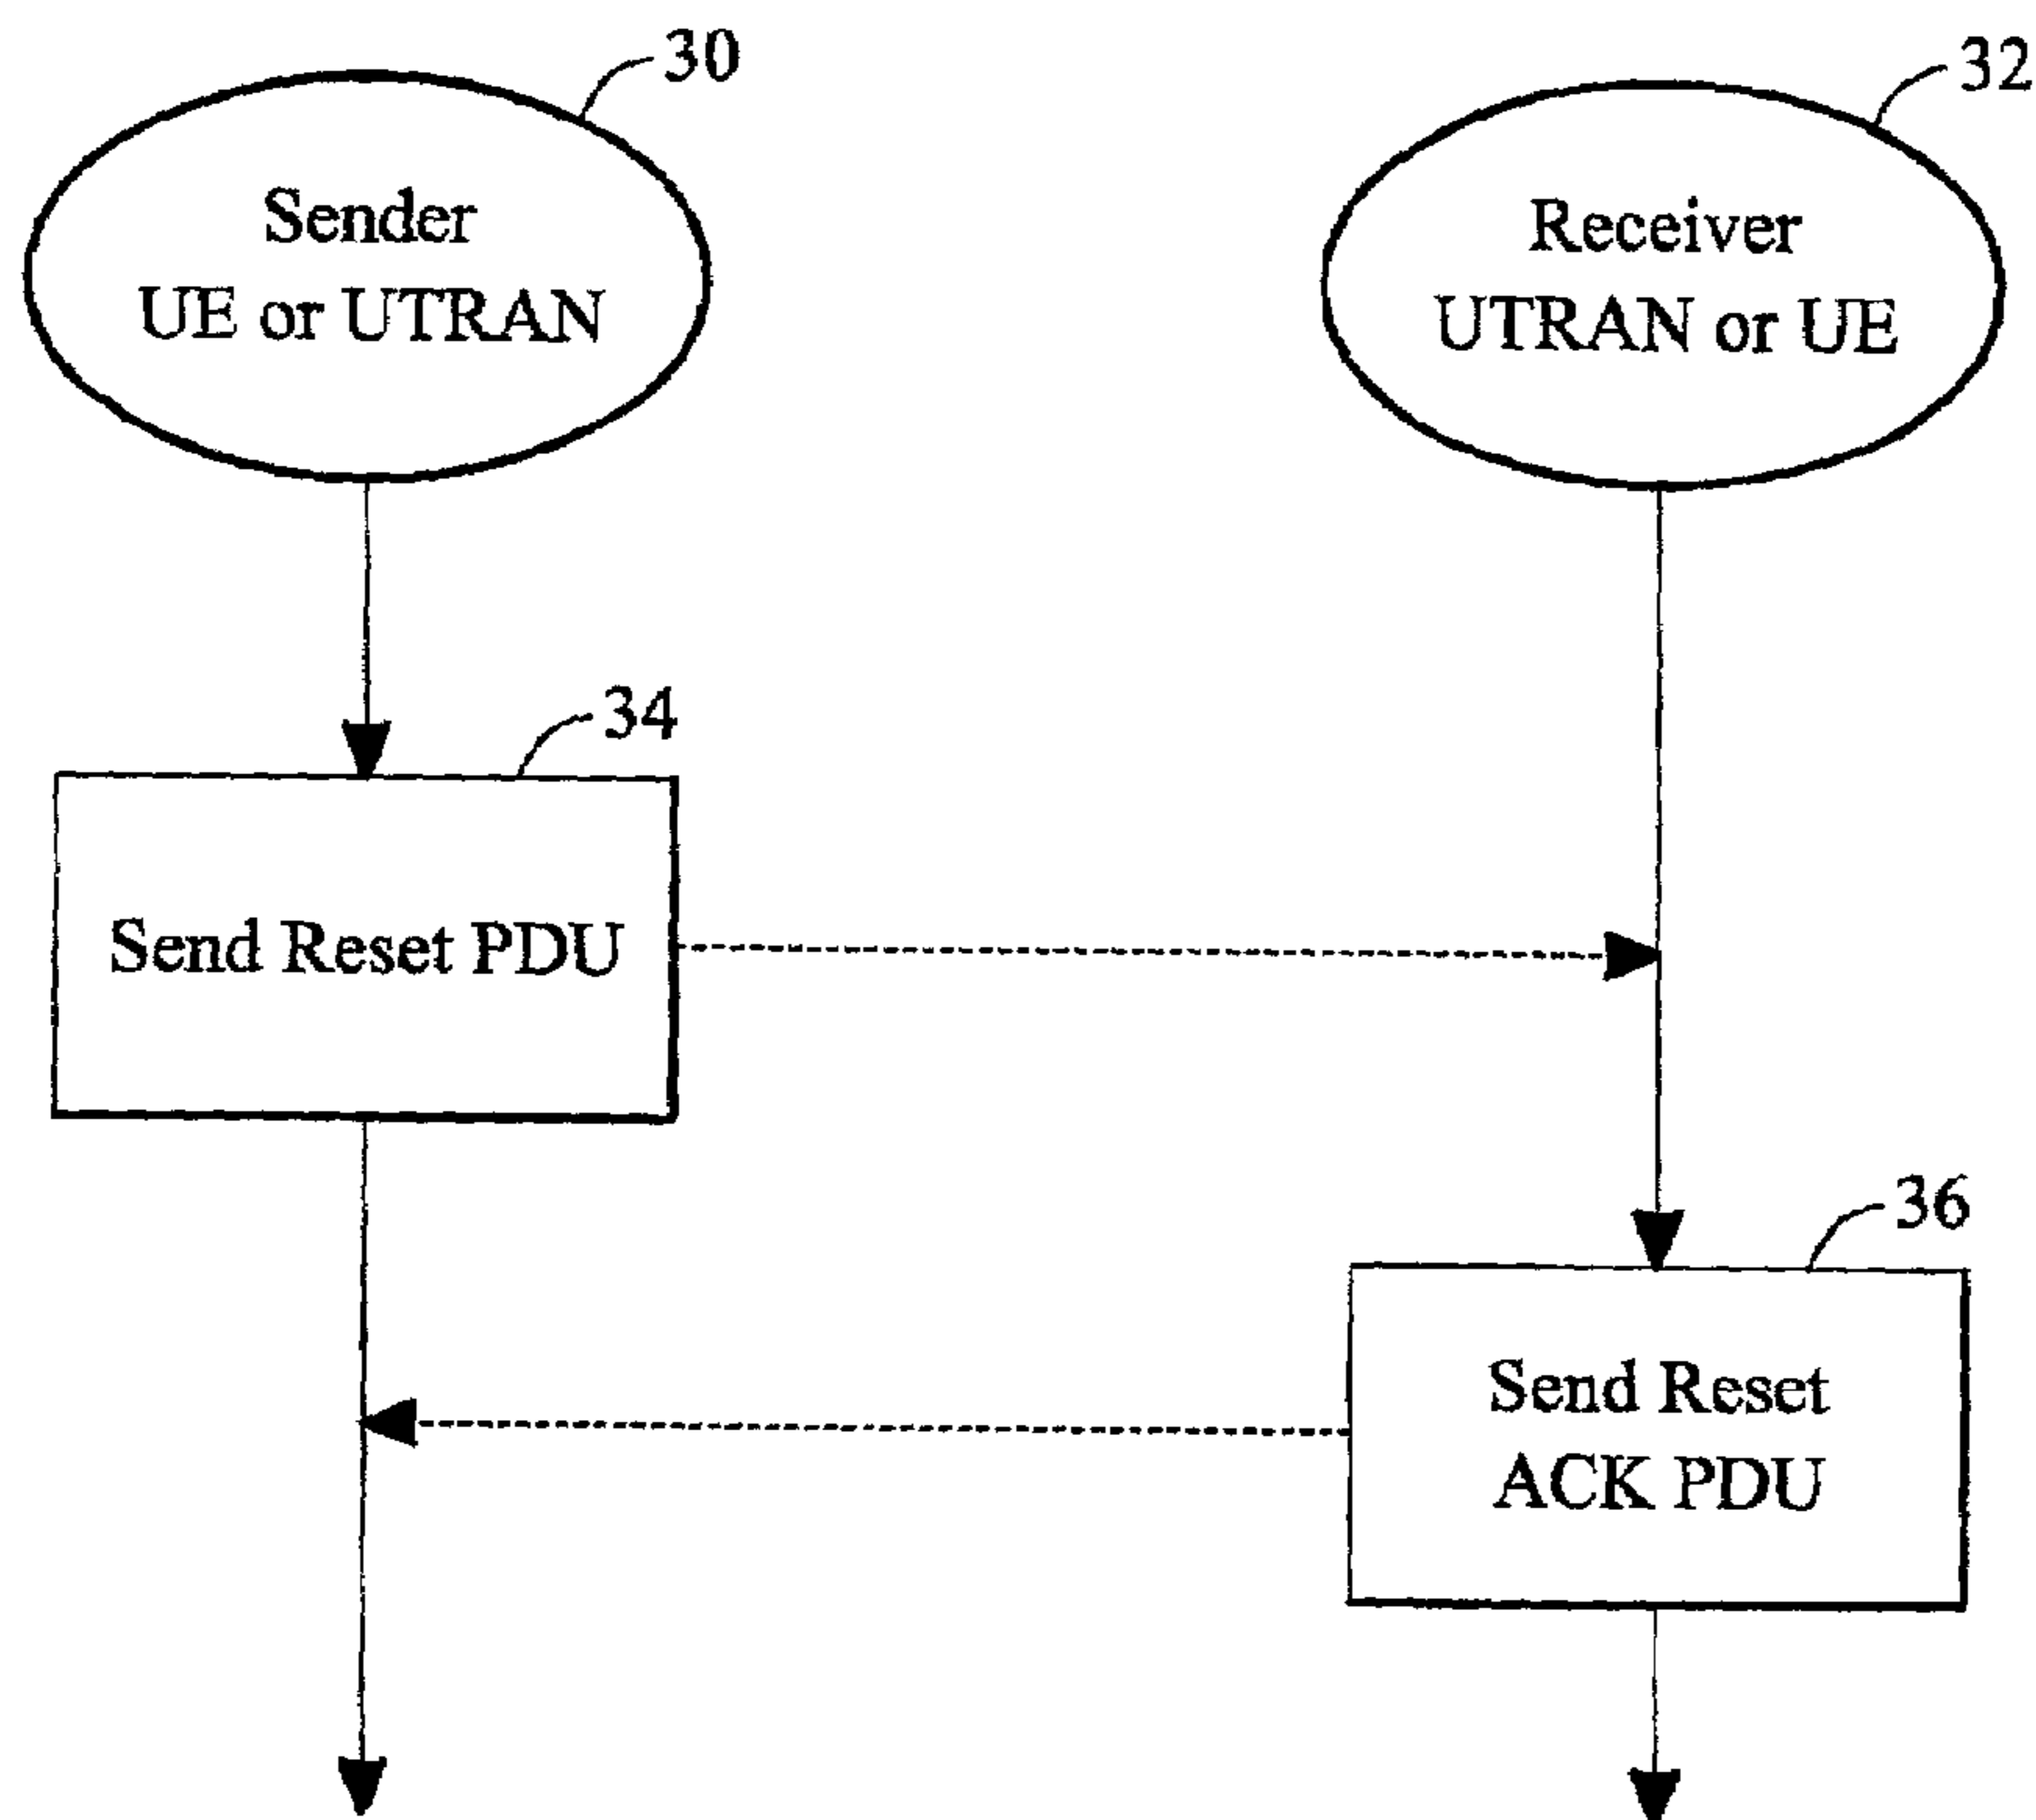 30
Sender
UE or UTRAN
32
Receiver
UTRAN or UE
34
Send Reset PDU
36
Send Reset
ACK PDU